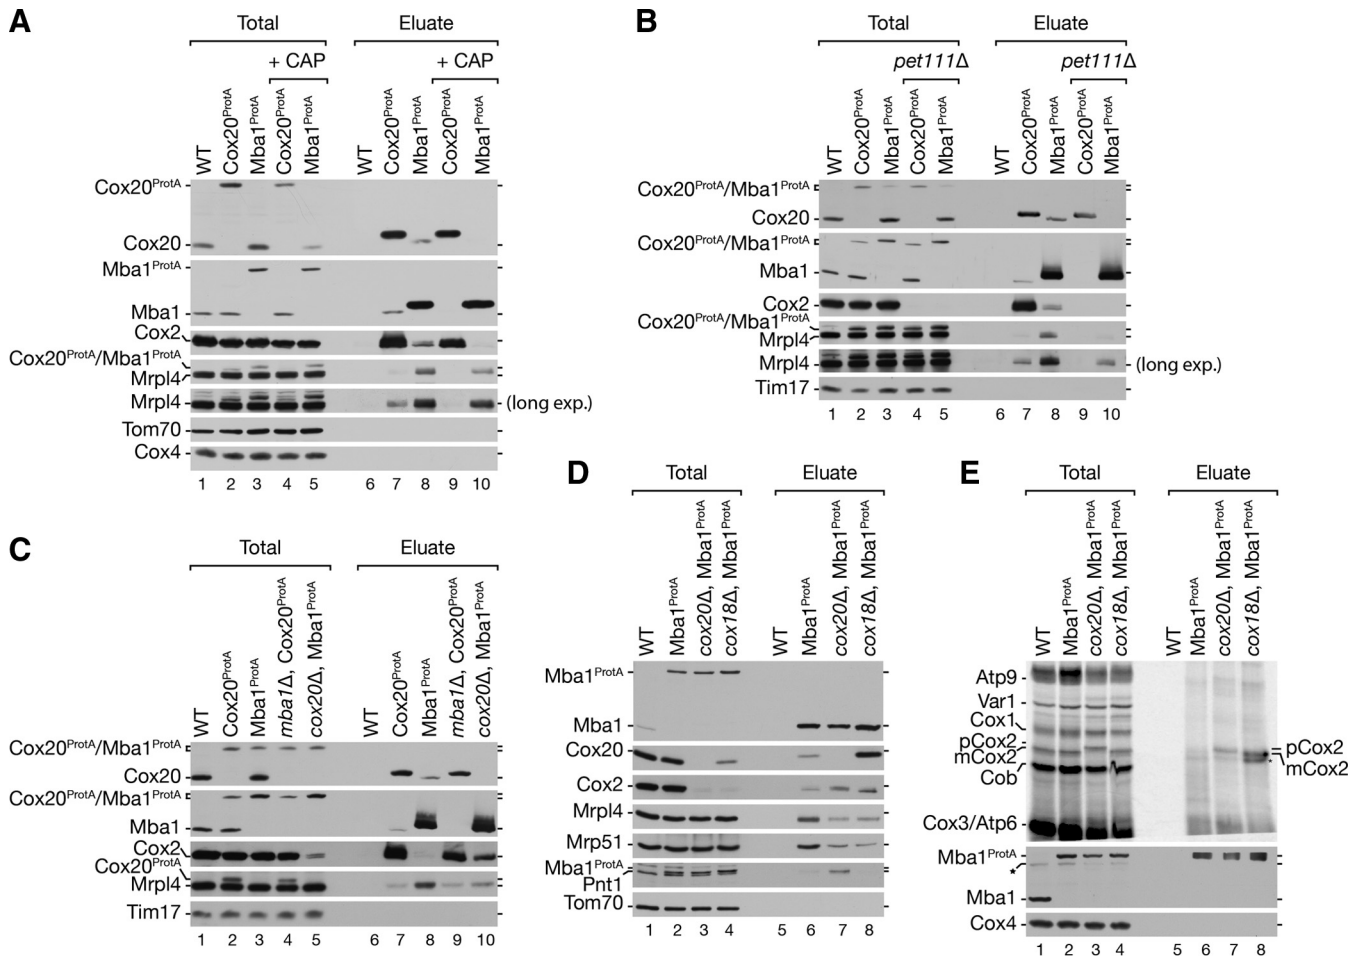 A
Total
Eluate
+ CAP
+ CAP
WT
Cox20ProtA
Mba1ProtA
Cox20ProtA
Mba1ProtA
WT
Cox20ProtA
Mba1ProtA
Cox20ProtA
Mba1ProtA
Cox20ProtA
Cox20
Mba1ProtA
Mba1
Cox2
Cox20ProtA/Mba1ProtA
Mrpl4
Mrpl4
(long exp.)
Tom70
Cox4
1 2 3 4 5 6 7 8 9 10
B
Total
Eluate
pet111Δ
pet111Δ
WT
Cox20ProtA
Mba1ProtA
Cox20ProtA
Mba1ProtA
WT
Cox20ProtA
Mba1ProtA
Cox20ProtA
Mba1ProtA
Cox20ProtA/Mba1ProtA
Cox20
Cox20ProtA/Mba1ProtA
Mba1
Cox2
Cox20ProtA/Mba1ProtA
Mrpl4
Mrpl4
(long exp.)
Tim17
1 2 3 4 5 6 7 8 9 10
C
Total
Eluate
WT
Cox20ProtA
Mba1ProtA
mba1Δ, Cox20ProtA
cox20Δ, Mba1ProtA
WT
Cox20ProtA
Mba1ProtA
mba1Δ, Cox20ProtA
cox20Δ, Mba1ProtA
Cox20ProtA/Mba1ProtA
Cox20
Cox20ProtA/Mba1ProtA
Mba1
Cox2
Cox20ProtA
Mrpl4
Tim17
1 2 3 4 5 6 7 8 9 10
D
Total
Eluate
WT
Mba1ProtA
cox20Δ, Mba1ProtA
cox18Δ, Mba1ProtA
WT
Mba1ProtA
cox20Δ, Mba1ProtA
cox18Δ, Mba1ProtA
Mba1ProtA
Mba1
Cox20
Cox2
Mrpl4
Mrp51
Mba1ProtA
Pnt1
Tom70
1 2 3 4 5 6 7 8
E
Total
Eluate
WT
Mba1ProtA
cox20Δ, Mba1ProtA
cox18Δ, Mba1ProtA
WT
Mba1ProtA
cox20Δ, Mba1ProtA
cox18Δ, Mba1ProtA
Atp9
Var1
Cox1
pCox2
mCox2
Cob
pCox2
mCox2
Cox3/Atp6
Mba1ProtA
*
Mba1
Cox4
1 2 3 4 5 6 7 8